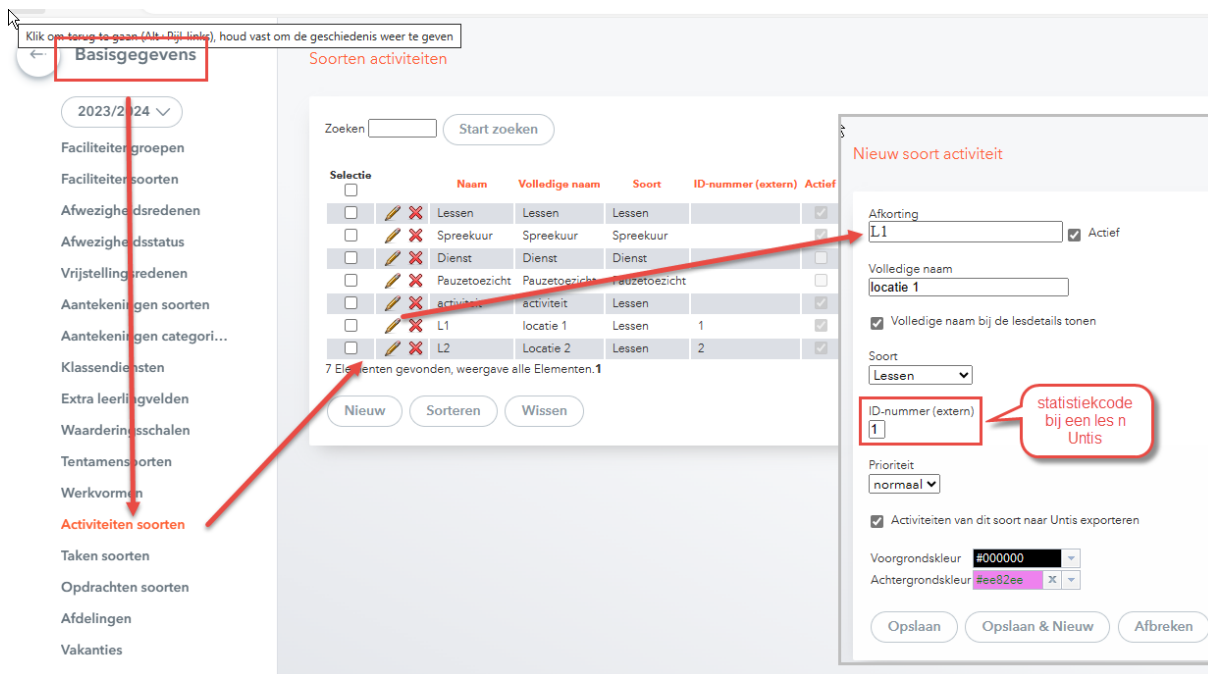 Klik om terug te gaan (Alt+Pijl-links), houd vast om de geschiedenis weer te geven
Basisgegevens
2023/2024
Faciliteitengroepen
Faciliteitensoorten
Afwezigheidsredenen
Afwezigheidsstatus
Vrijstellingsredenen
Aantekeningen soorten
Aantekeningen categori...
Klassendiensten
Extra leerlingvelden
Waarderingsschalen
Tentamensoorten
Werkvormen
Activiteiten soorten
Taken soorten
Opdrachten soorten
Afdelingen
Vakanties
Soorten activiteiten
Zoeken Start zoeken
Selectie Naam Volledige naam Soort ID-nummer (extern) Actief
Lessen Lessen Lessen
Spreekuur Spreekuur Spreekuur
Dienst Dienst Dienst
Pauzetoezicht Pauzetoezicht Pauzetoezicht
activiteit activiteit Lessen
L1 locatie 1 Lessen 1
L2 Locatie 2 Lessen 2
7 Elementen gevonden, weergave alle Elementen.1
Nieuw Sorteren Wissen
Nieuw soort activiteit
Afkorting
L1 Actief
Volledige naam
locatie 1
Volledige naam bij de lesdetails tonen
Soort
Lessen
ID-nummer (extern)
1
statistiekcode
bij een les n
Untis
Prioriteit
normaal
Activiteiten van dit soort naar Untis exporteren
Voorgrondskleur #000000
Achtergrondskleur #ee82ee x
Opslaan Opslaan & Nieuw Afbreken